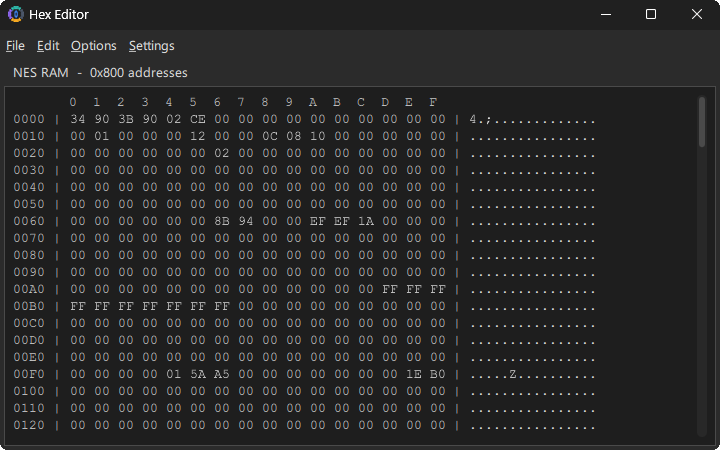 Hex Editor
File Edit Options Settings
NES RAM - 0x800 addresses
0 1 2 3 4 5 6 7 8 9 A B C D E F
0000 | 34 90 3B 90 02 CE 00 00 00 00 00 00 00 00 00 00 | 4.;.............
0010 | 00 01 00 00 00 12 00 00 0C 08 10 00 00 00 00 00 | ................
0020 | 00 00 00 00 00 00 02 00 00 00 00 00 00 00 00 00 | ................
0030 | 00 00 00 00 00 00 00 00 00 00 00 00 00 00 00 00 | ................
0040 | 00 00 00 00 00 00 00 00 00 00 00 00 00 00 00 00 | ................
0050 | 00 00 00 00 00 00 00 00 00 00 00 00 00 00 00 00 | ................
0060 | 00 00 00 00 00 00 8B 94 00 00 EF EF 1A 00 00 00 | ................
0070 | 00 00 00 00 00 00 00 00 00 00 00 00 00 00 00 00 | ................
0080 | 00 00 00 00 00 00 00 00 00 00 00 00 00 00 00 00 | ................
0090 | 00 00 00 00 00 00 00 00 00 00 00 00 00 00 00 00 | ................
00A0 | 00 00 00 00 00 00 00 00 00 00 00 00 00 FF FF FF | ................
00B0 | FF FF FF FF FF FF FF 00 00 00 00 00 00 00 00 00 | ................
00C0 | 00 00 00 00 00 00 00 00 00 00 00 00 00 00 00 00 | ................
00D0 | 00 00 00 00 00 00 00 00 00 00 00 00 00 00 00 00 | ................
00E0 | 00 00 00 00 00 00 00 00 00 00 00 00 00 00 00 00 | ................
00F0 | 00 00 00 00 01 5A A5 00 00 00 00 00 00 00 1E B0 | .....Z..........
0100 | 00 00 00 00 00 00 00 00 00 00 00 00 00 00 00 00 | ................
0110 | 00 00 00 00 00 00 00 00 00 00 00 00 00 00 00 00 | ................
0120 | 00 00 00 00 00 00 00 00 00 00 00 00 00 00 00 00 | ................